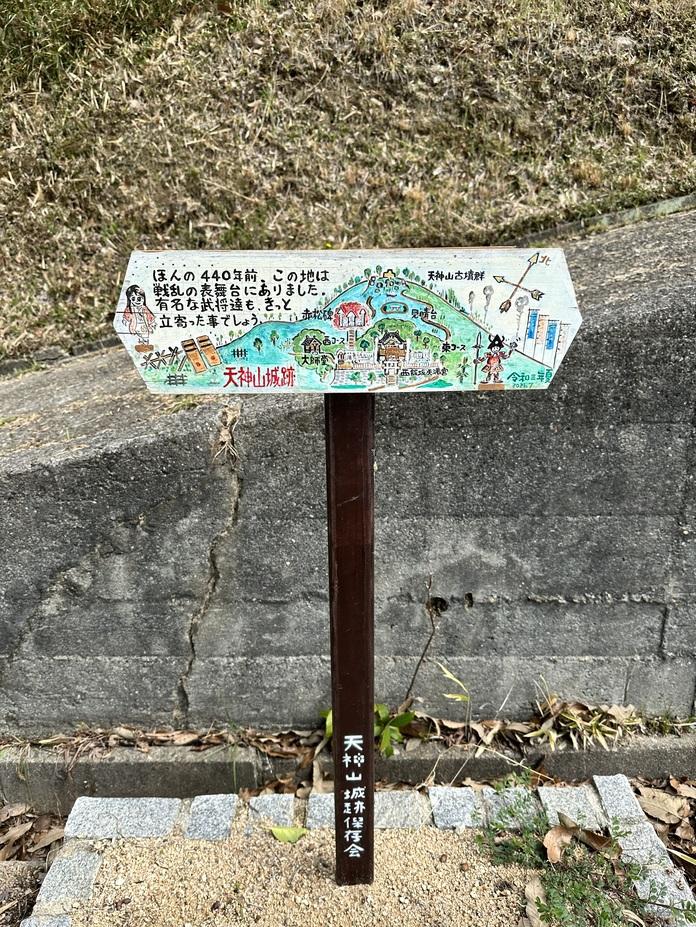 ほんの440年前、この地は
戦乱の表舞台にありました。
有名な武将達も、きっと
立寄った事でしょう。
天神山古墳群
北
赤松碑
見晴台
西コース
東コース
大師堂
天神山城跡
令和三年夏
2021.7
天神山城跡保存会